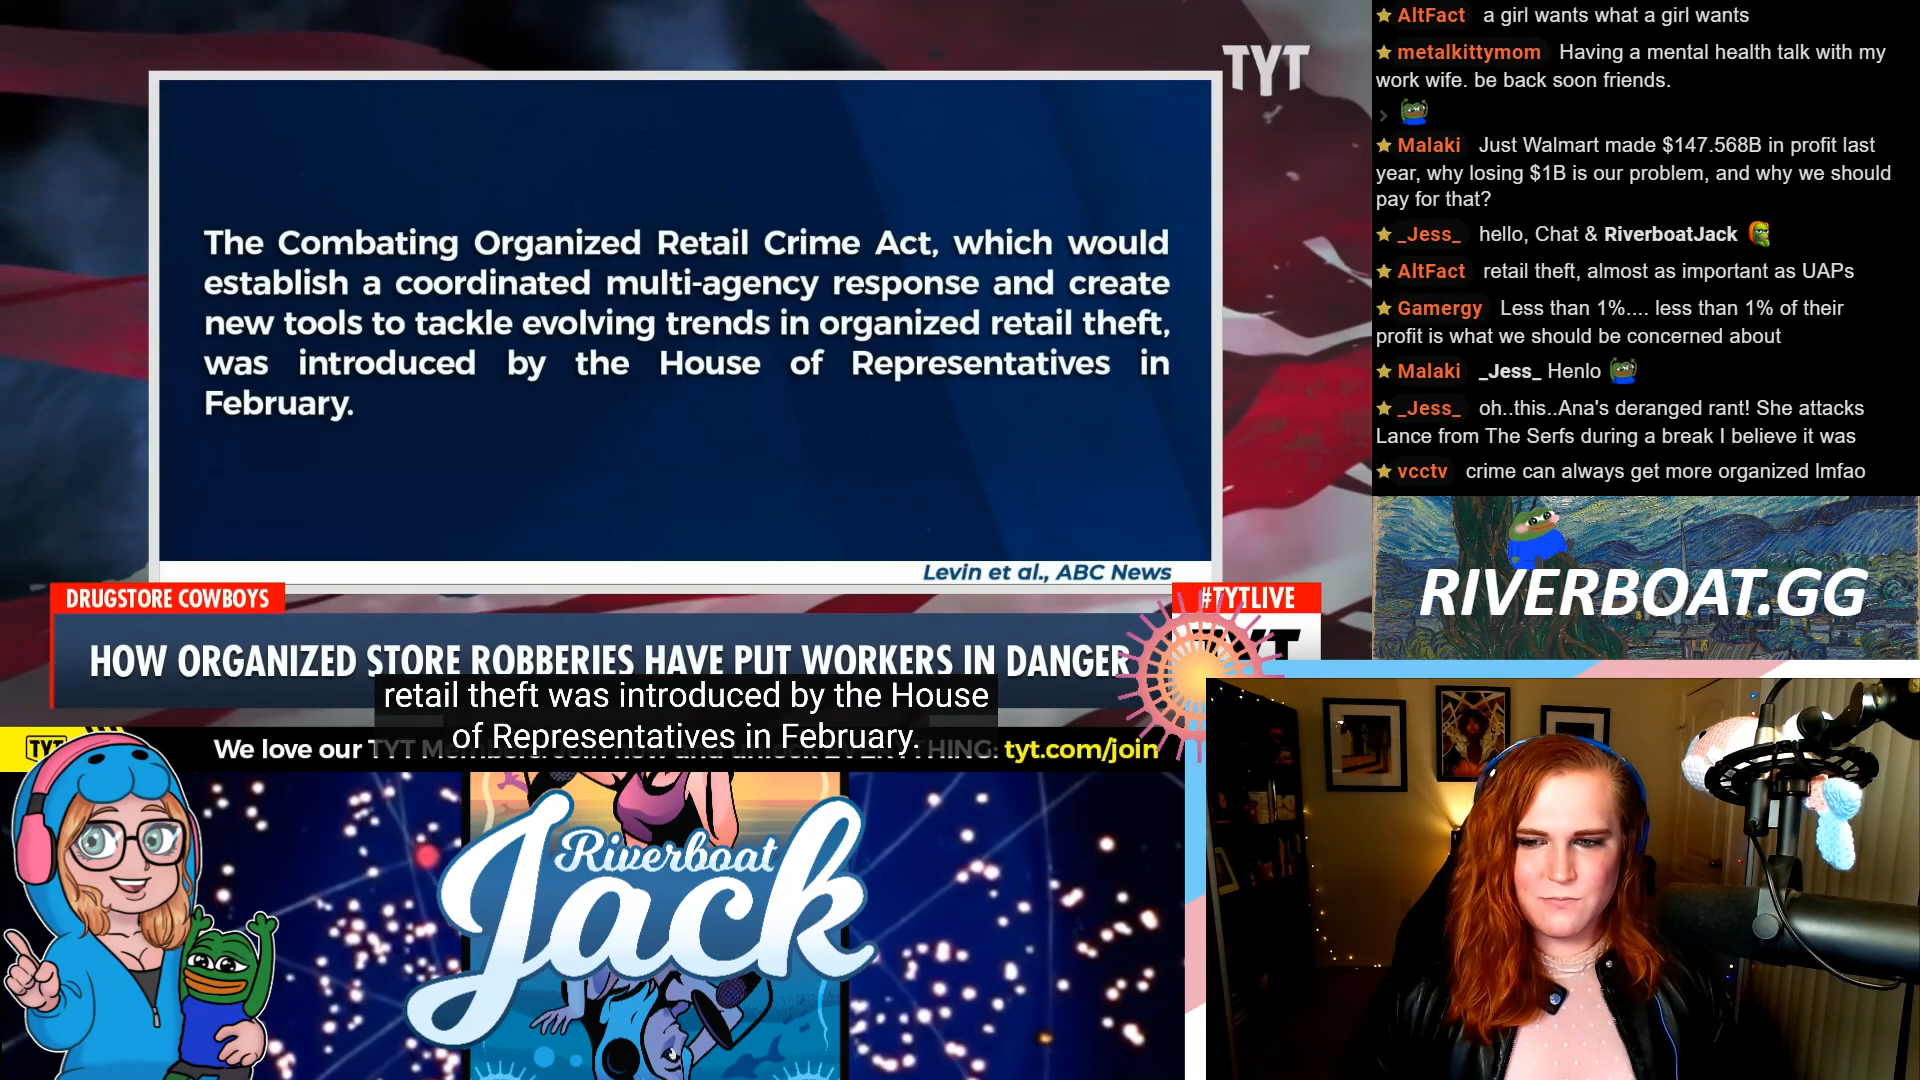 TYT
The Combating Organized Retail Crime Act, which would
establish a coordinated multi-agency response and create
new tools to tackle evolving trends in organized retail theft,
was introduced by the House of Representatives in
February.
Levin et al., ABC News
DRUGSTORE COWBOYS
#TYTLIVE
HOW ORGANIZED STORE ROBBERIES HAVE PUT WORKERS IN DANGER
retail theft was introduced by the House
of Representatives in February.
TYT
We love our TYT
THING: tyt.com/join
Riverboat
Jack
AltFact a girl wants what a girl wants
metalkittymom Having a mental health talk with my
work wife. be back soon friends.
>
Malaki Just Walmart made $147.568B in profit last
year, why losing $1B is our problem, and why we should
pay for that?
_Jess_ hello, Chat & RiverboatJack
AltFact retail theft, almost as important as UAPs
Gamergy Less than 1%.... less than 1% of their
profit is what we should be concerned about
Malaki _Jess_ Henlo
_Jess_ oh..this..Ana's deranged rant! She attacks
Lance from The Serfs during a break I believe it was
vcctv crime can always get more organized lmfao
RIVERBOAT.GG